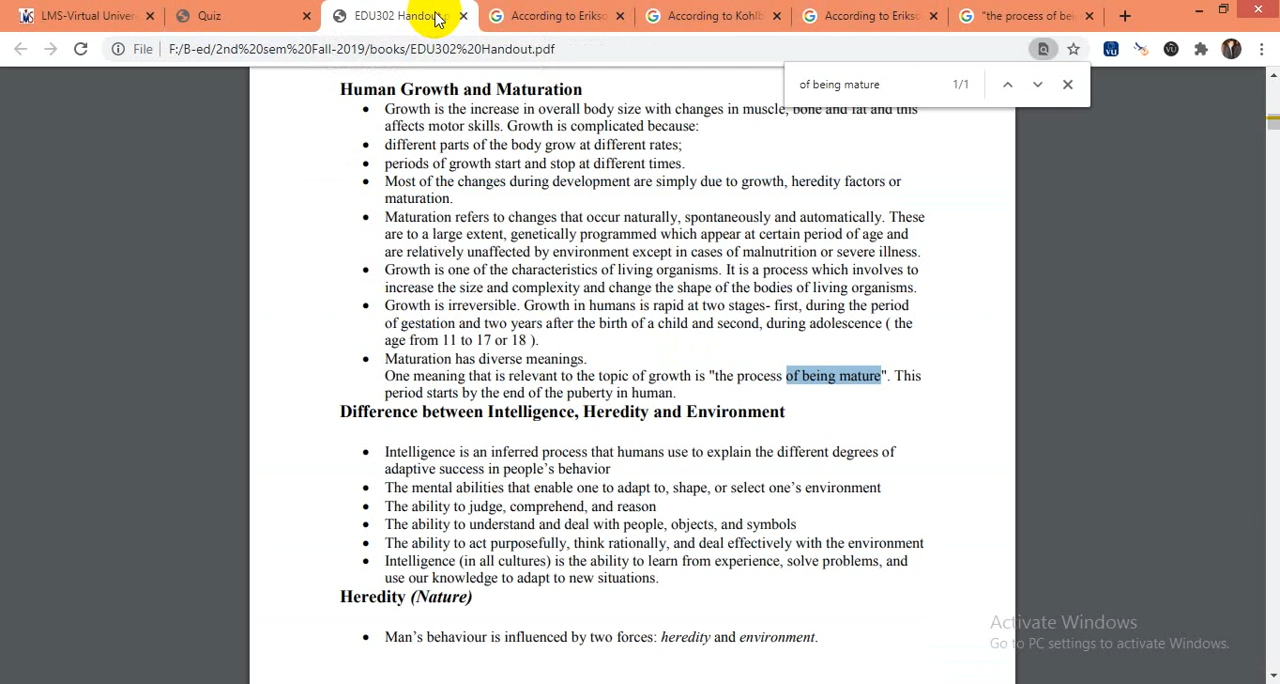 LMS-Virtual Univer
Quiz
EDU302 Hando
According to Erikso
According to Kohlb
According to Erikso
"the process of bei
File
F:/B-ed/2nd%20sem%20Fall-2019/books/EDU302%20Handout.pdf
of being mature
1/1
Human Growth and Maturation
• Growth is the increase in overall body size with changes in muscle, bone and fat and this
affects motor skills. Growth is complicated because:
• different parts of the body grow at different rates;
• periods of growth start and stop at different times.
• Most of the changes during development are simply due to growth, heredity factors or
maturation.
• Maturation refers to changes that occur naturally, spontaneously and automatically. These
are to a large extent, genetically programmed which appear at certain period of age and
are relatively unaffected by environment except in cases of malnutrition or severe illness.
• Growth is one of the characteristics of living organisms. It is a process which involves to
increase the size and complexity and change the shape of the bodies of living organisms.
• Growth is irreversible. Growth in humans is rapid at two stages- first, during the period
of gestation and two years after the birth of a child and second, during adolescence ( the
age from 11 to 17 or 18 ).
• Maturation has diverse meanings.
One meaning that is relevant to the topic of growth is "the process of being mature". This
period starts by the end of the puberty in human.
Difference between Intelligence, Heredity and Environment
• Intelligence is an inferred process that humans use to explain the different degrees of
adaptive success in people's behavior
• The mental abilities that enable one to adapt to, shape, or select one's environment
• The ability to judge, comprehend, and reason
• The ability to understand and deal with people, objects, and symbols
• The ability to act purposefully, think rationally, and deal effectively with the environment
• Intelligence (in all cultures) is the ability to learn from experience, solve problems, and
use our knowledge to adapt to new situations.
Heredity (Nature)
• Man's behaviour is influenced by two forces: heredity and environment.
Activate Windows
Go to PC settings to activate Windows.